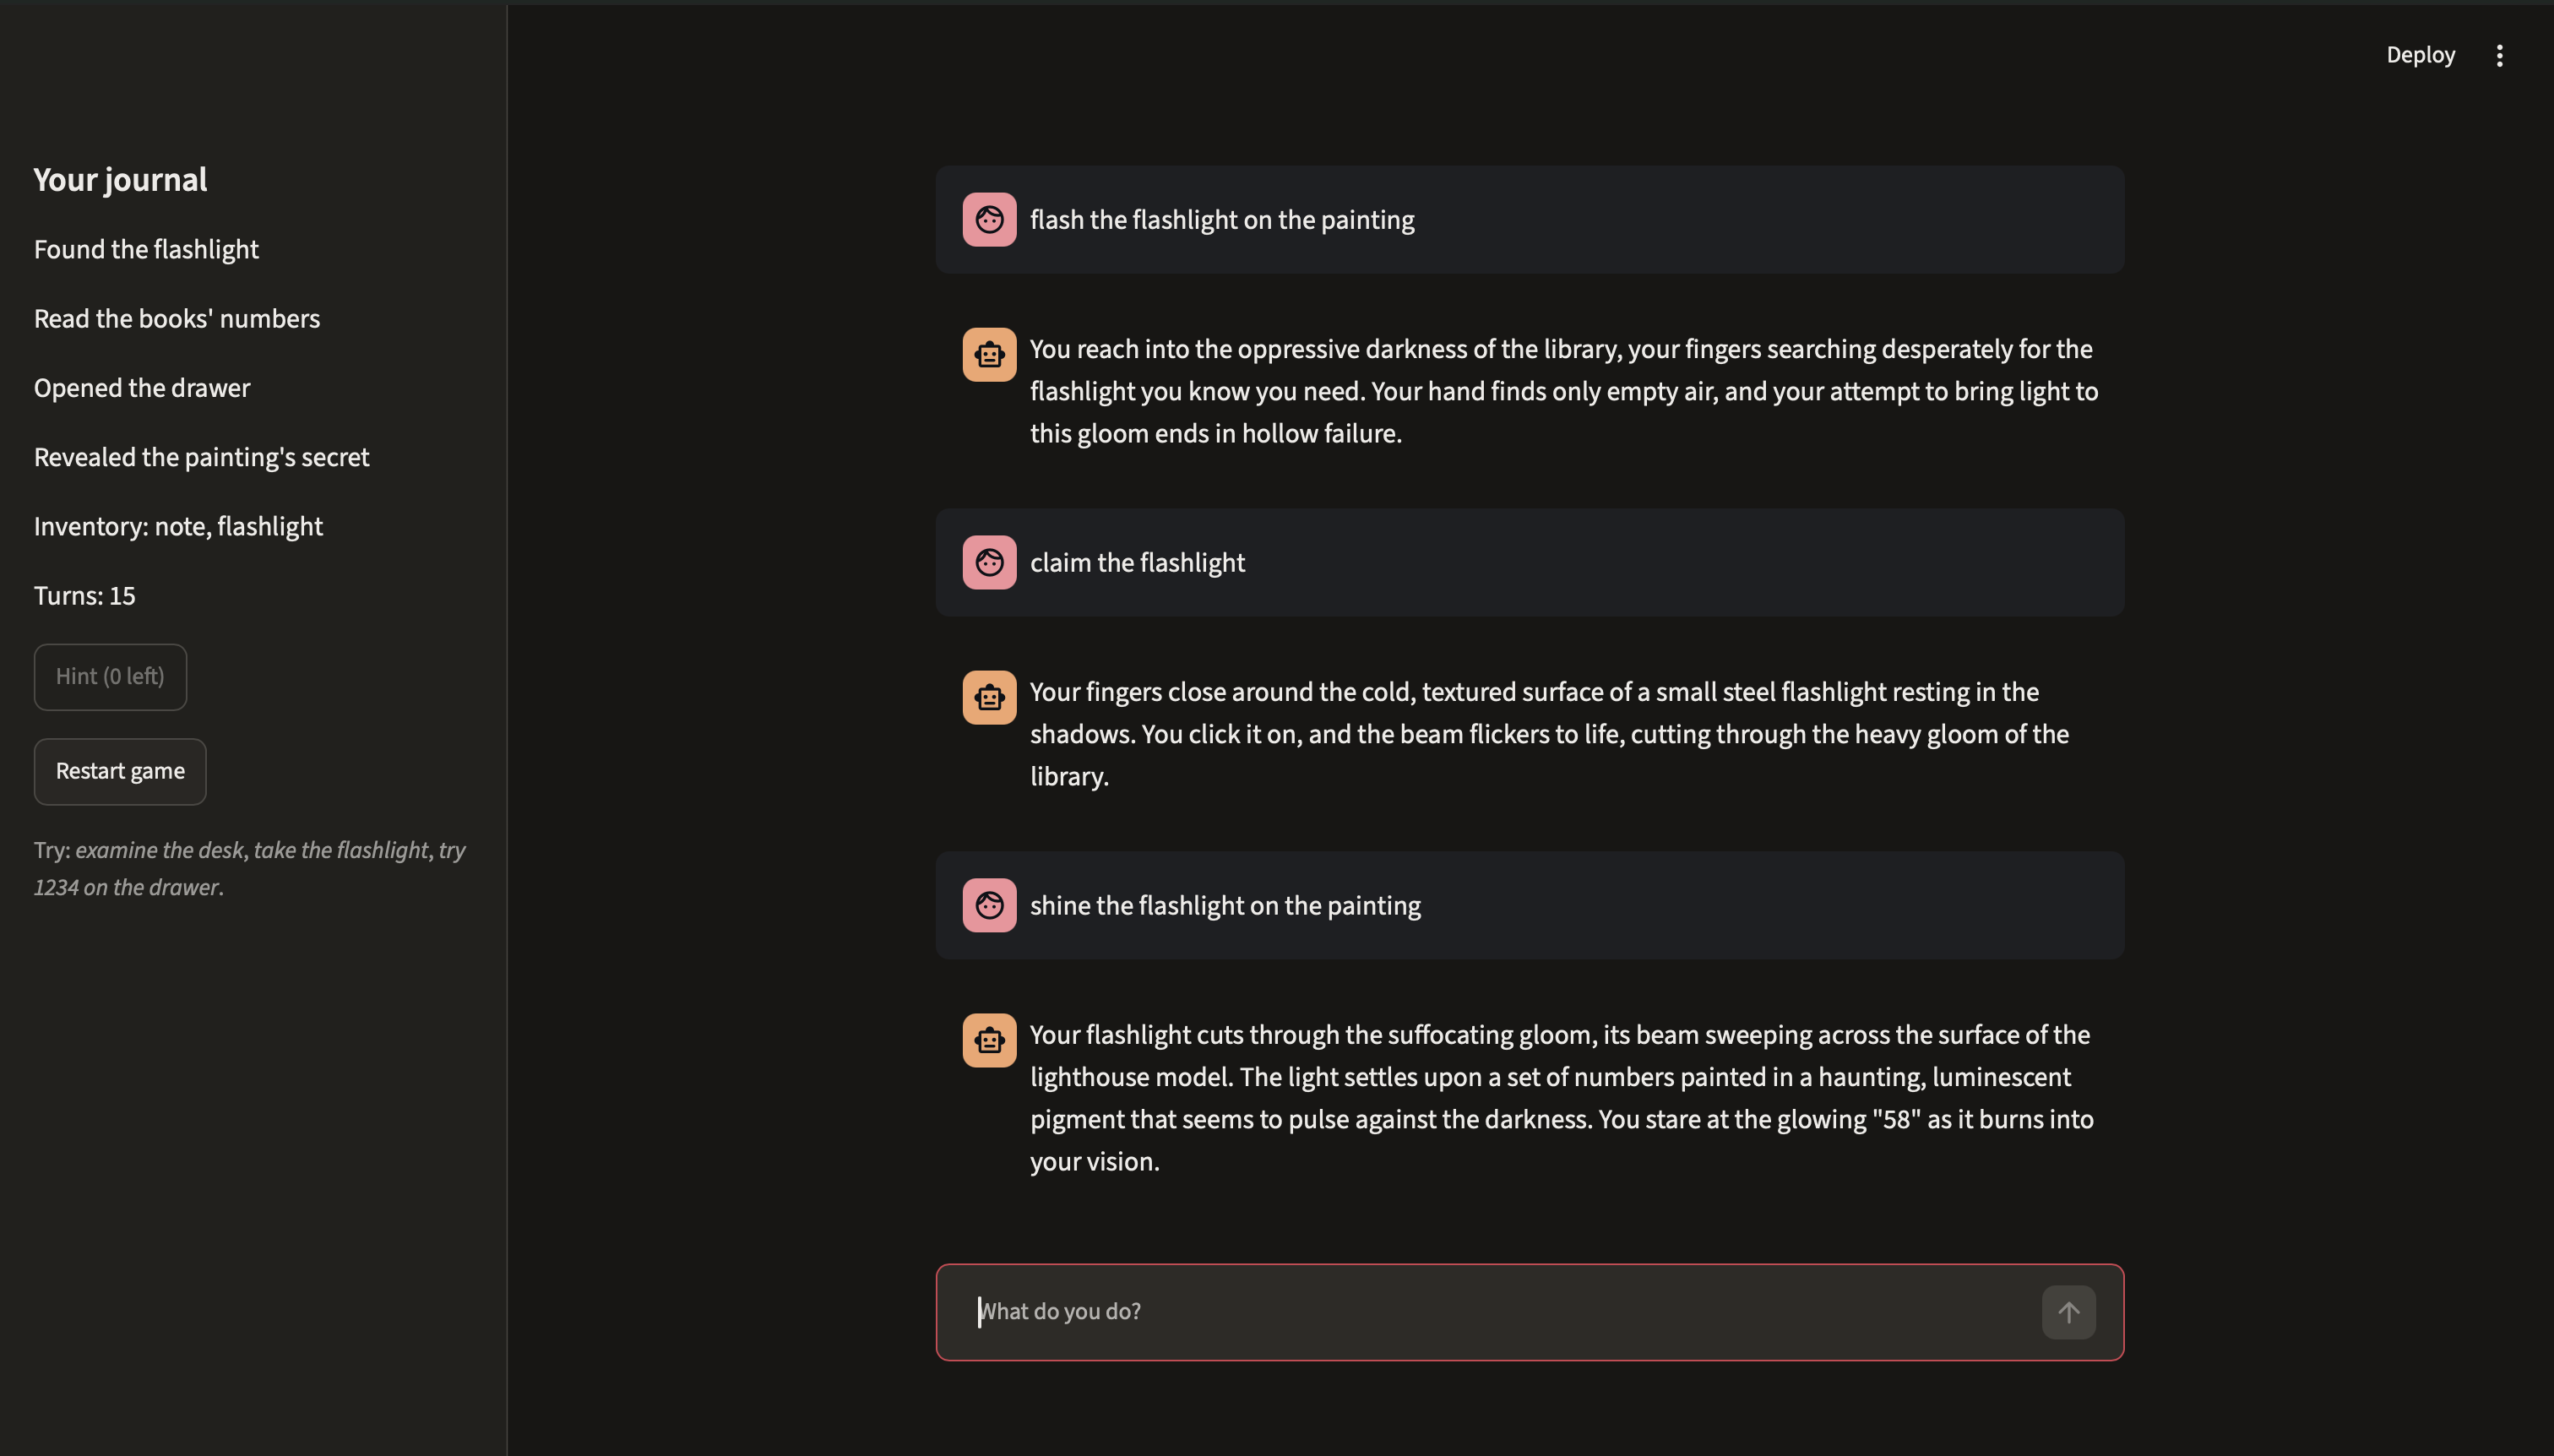 Deploy
Your journal
Found the flashlight
Read the books' numbers
Opened the drawer
Revealed the painting's secret
Inventory: note, flashlight
Turns: 15
Hint (0 left)
Restart game
Try: examine the desk, take the flashlight, try
1234 on the drawer.
flash the flashlight on the painting
You reach into the oppressive darkness of the library, your fingers searching desperately for the
flashlight you know you need. Your hand finds only empty air, and your attempt to bring light to
this gloom ends in hollow failure.
claim the flashlight
Your fingers close around the cold, textured surface of a small steel flashlight resting in the
shadows. You click it on, and the beam flickers to life, cutting through the heavy gloom of the
library.
shine the flashlight on the painting
Your flashlight cuts through the suffocating gloom, its beam sweeping across the surface of the
lighthouse model. The light settles upon a set of numbers painted in a haunting, luminescent
pigment that seems to pulse against the darkness. You stare at the glowing "58" as it burns into
your vision.
What do you do?